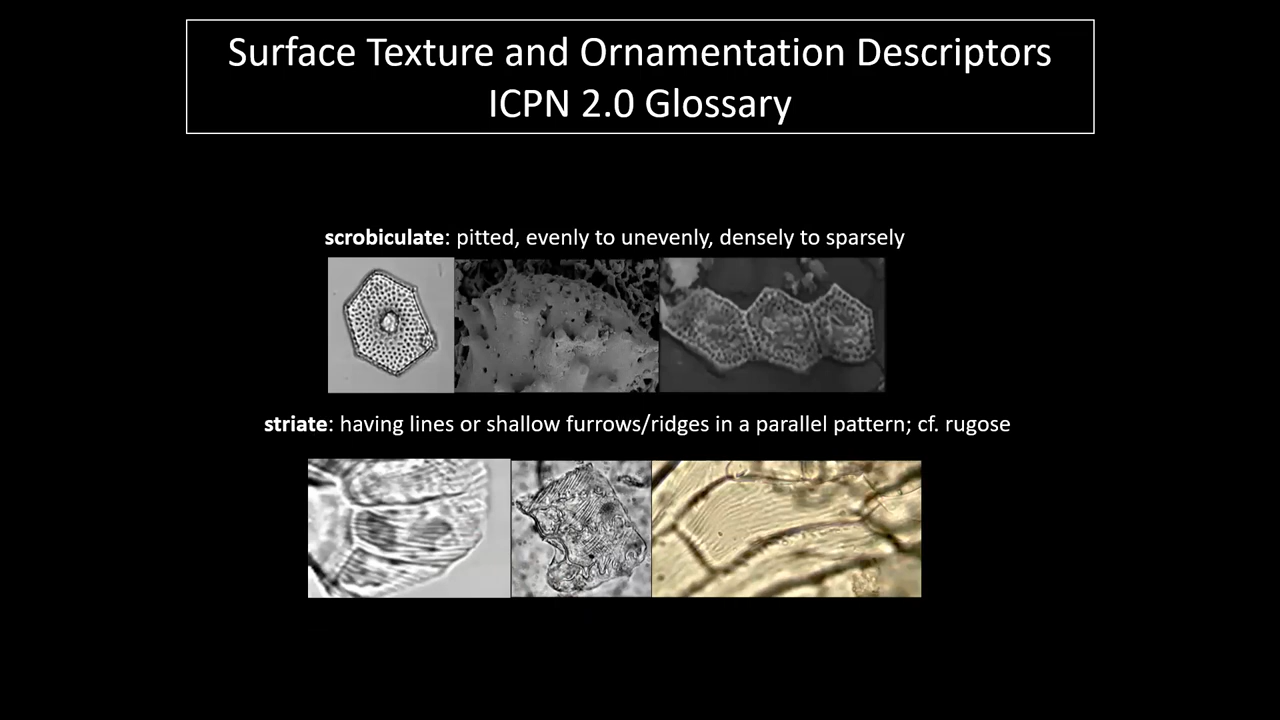 Surface Texture and Ornamentation Descriptors
ICPN 2.0 Glossary
scrobiculate: pitted, evenly to unevenly, densely to sparsely
striate: having lines or shallow furrows/ridges in a parallel pattern; cf. rugose